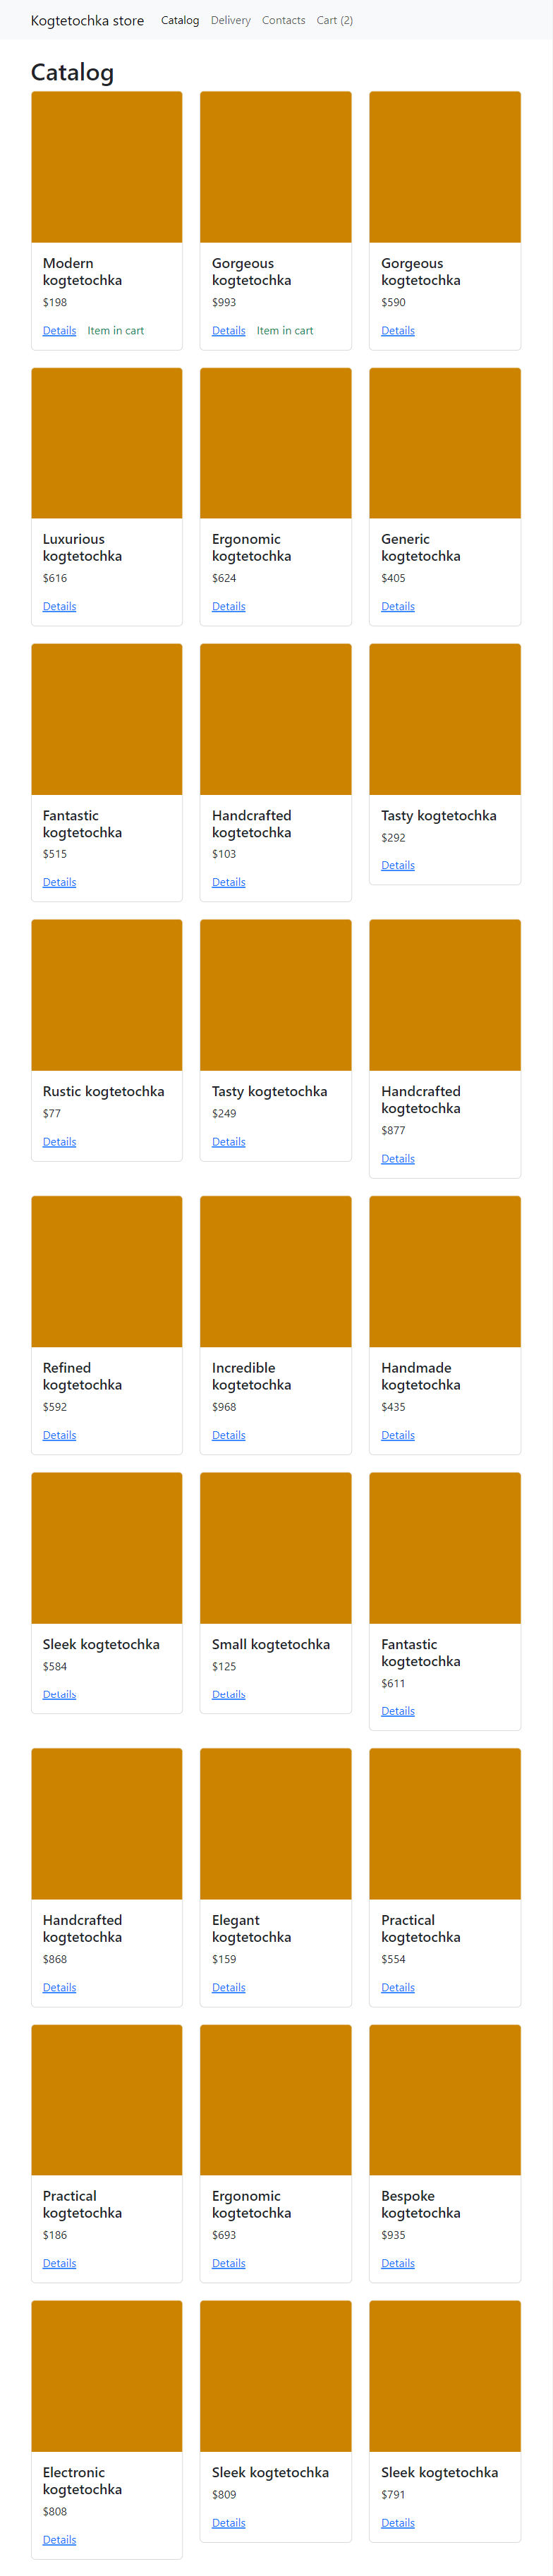 Kogtetochka store Catalog Delivery Contacts Cart (2)
Catalog
Modern
kogtetochka
$198
Details Item in cart
Gorgeous
kogtetochka
$993
Details Item in cart
Gorgeous
kogtetochka
$590
Details
Luxurious
kogtetochka
$616
Details
Ergonomic
kogtetochka
$624
Details
Generic
kogtetochka
$405
Details
Fantastic
kogtetochka
$515
Details
Handcrafted
kogtetochka
$103
Details
Tasty kogtetochka
$292
Details
Rustic kogtetochka
$77
Details
Tasty kogtetochka
$249
Details
Handcrafted
kogtetochka
$877
Details
Refined
kogtetochka
$592
Details
Incredible
kogtetochka
$968
Details
Handmade
kogtetochka
$435
Details
Sleek kogtetochka
$584
Details
Small kogtetochka
$125
Details
Fantastic
kogtetochka
$611
Details
Handcrafted
kogtetochka
$868
Details
Elegant
kogtetochka
$159
Details
Practical
kogtetochka
$554
Details
Practical
kogtetochka
$186
Details
Ergonomic
kogtetochka
$693
Details
Bespoke
kogtetochka
$935
Details
Electronic
kogtetochka
$808
Details
Sleek kogtetochka
$809
Details
Sleek kogtetochka
$791
Details